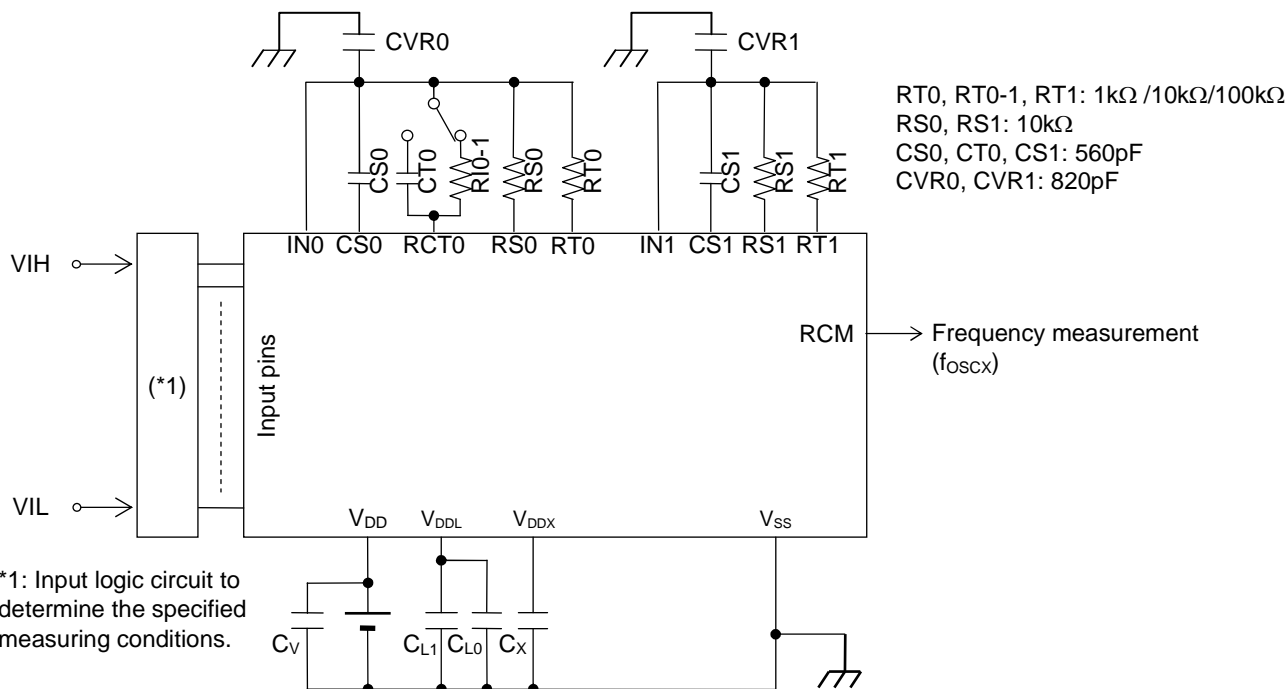 CVR0
CVR1
RT0, RT0-1, RT1: 1kΩ /10kΩ/100kΩ
RS0, RS1: 10kΩ
CS0, CT0, CS1: 560pF
CVR0, CVR1: 820pF
CS0
CT0
RI0-1
RS0
RT0
CS1
RS1
RT1
IN0 CS0 RCT0 RS0 RT0
IN1 CS1 RS1 RT1
VIH
(*1)
Input pins
RCM
Frequency measurement
(fOSCX)
VIL
VDD VDDL VDDX VSS
*1: Input logic circuit to
determine the specified
measuring conditions.
CV
CL1
CL0
CX